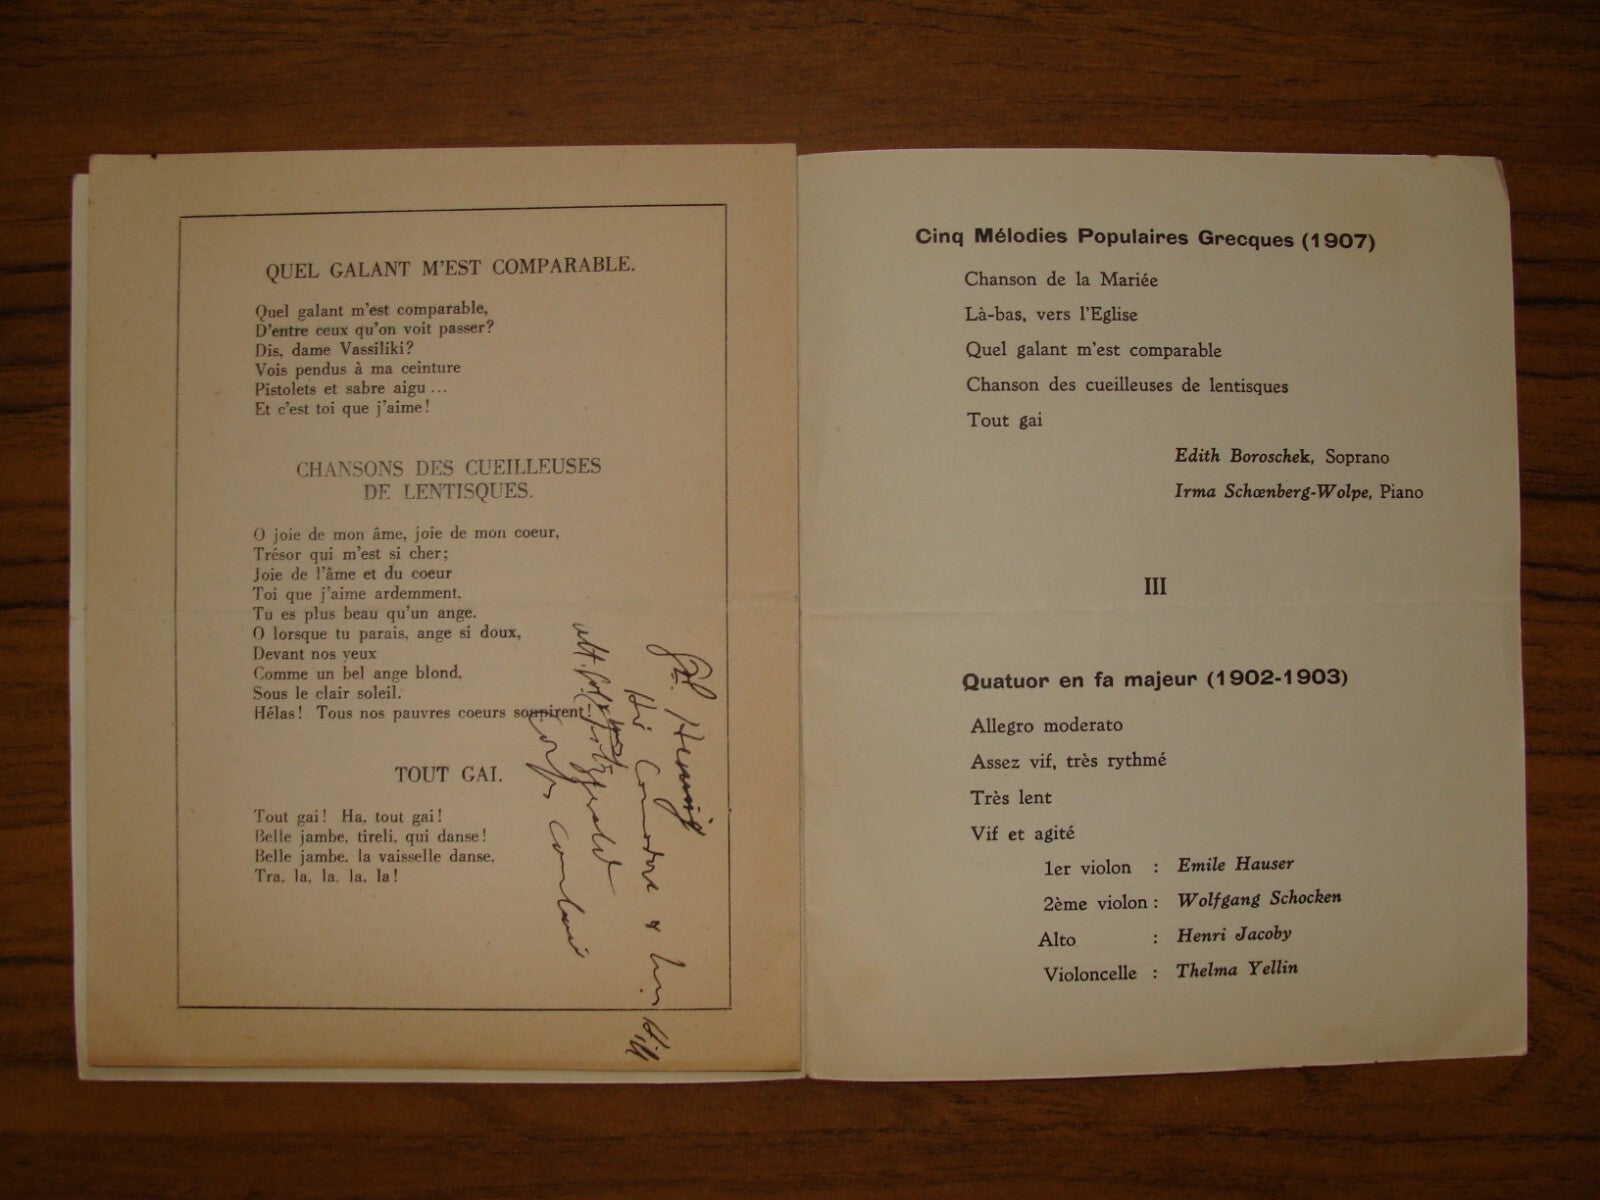 QUEL GALANT M'EST COMPARABLE.
Quel galant m'est comparable,
D'entre ceux qu'on voit passer?
Dis, dame Vassiliki?
Vois pendus à ma ceinture
Pistolets et sabre aigu ...
Et c'est toi que j'aime!
CHANSONS DES CUEILLEUSES
DE LENTISQUES.
O joie de mon âme, joie de mon coeur,
Trésor qui m'est si cher;
Joie de l'âme et du coeur
Toi que j'aime ardemment.
Tu es plus beau qu'un ange.
O lorsque tu parais, ange si doux,
Devant nos yeux
Comme un bel ange blond.
Sous le clair soleil.
Hélas! Tous nos pauvres coeurs soupirent!
TOUT GAI.
Tout gai! Ha, tout gai!
Belle jambe. tireli, qui danse!
Belle jambe. la vaisselle danse.
Tra. la. la. la. la!
Henning
Hill
Cinq Mélodies Populaires Grecques (1907)
Chanson de la Mariée
Là-bas, vers l'Eglise
Quel galant m'est comparable
Chanson des cueilleuses de lentisques
Tout gai
Edith Boroschek, Soprano
Irma Schœnberg-Wolpe, Piano
III
Quatuor en fa majeur (1902-1903)
Allegro moderato
Assez vif, très rythmé
Très lent
Vif et agité
1er violon : Emile Hauser
2ème violon : Wolfgang Schocken
Alto : Henri Jacoby
Violoncelle : Thelma Yellin